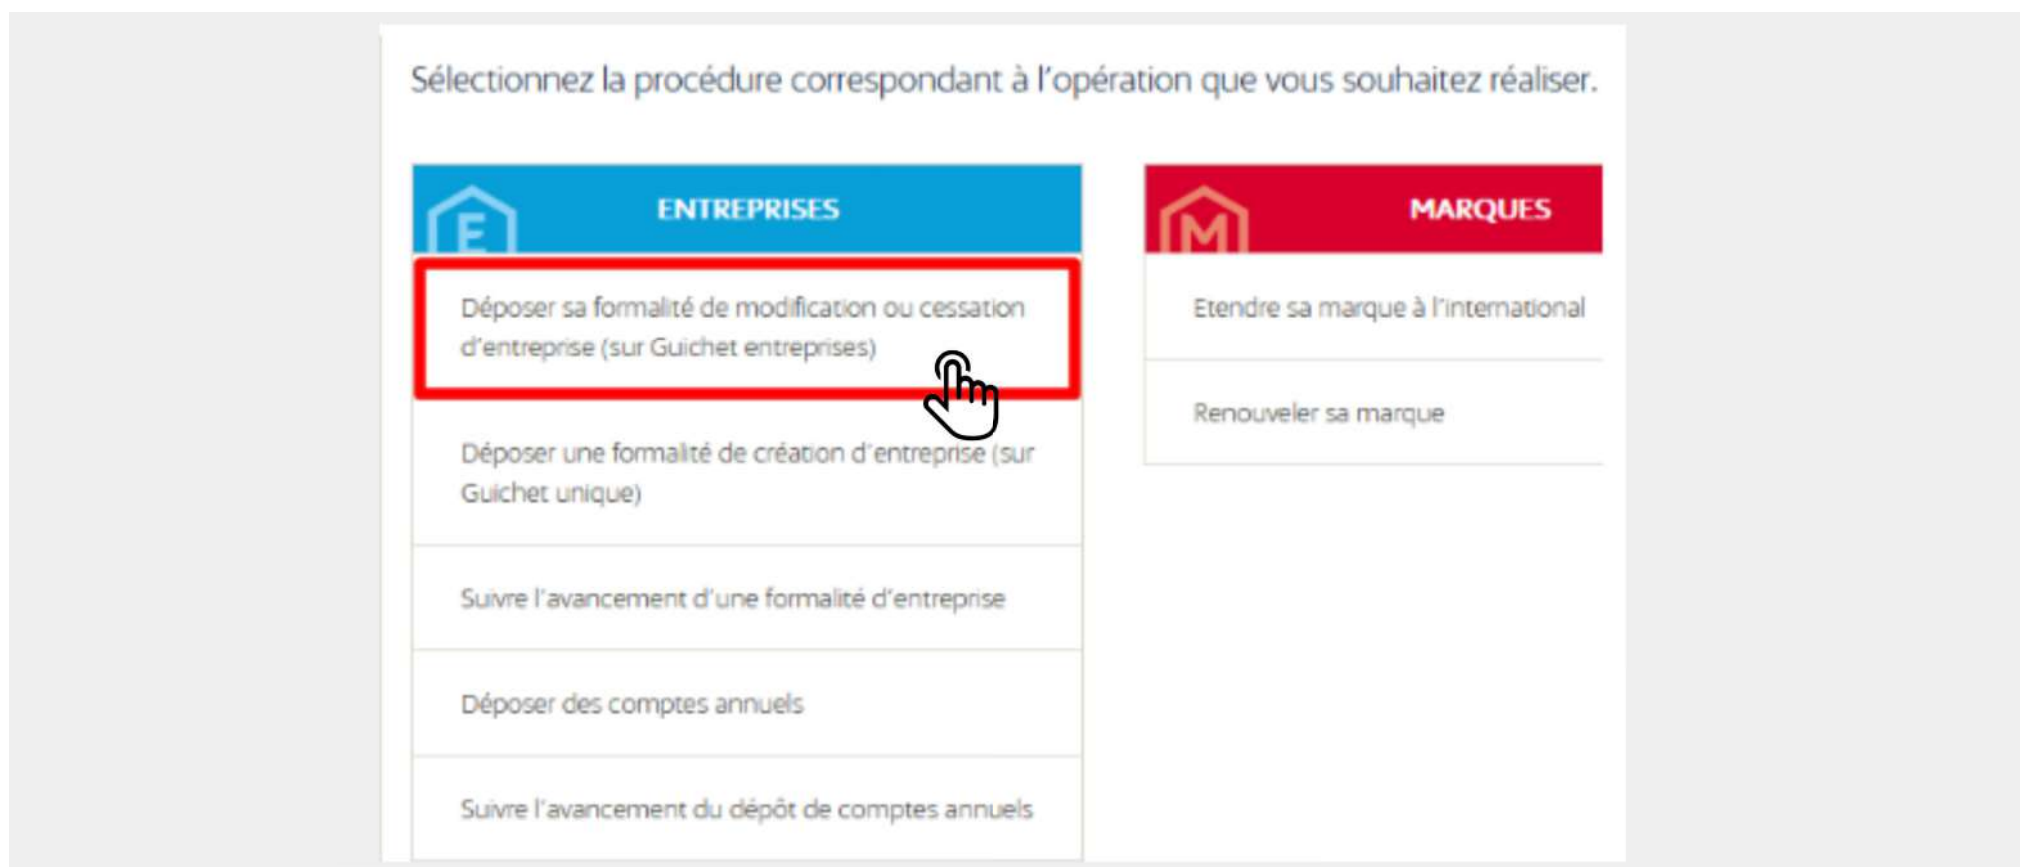 Sélectionnez la procédure correspondant à l'opération que vous souhaitez réaliser.
E
ENTREPRISES
Déposer sa formalité de modification ou cessation
d'entreprise (sur Guichet entreprises)
Déposer une formalité de création d'entreprise (sur
Guichet unique)
Suivre l'avancement d'une formalité d'entreprise
Déposer des comptes annuels
Suivre l'avancement du dépôt de comptes annuels
M
MARQUES
Etendre sa marque à l'international
Renouveler sa marque